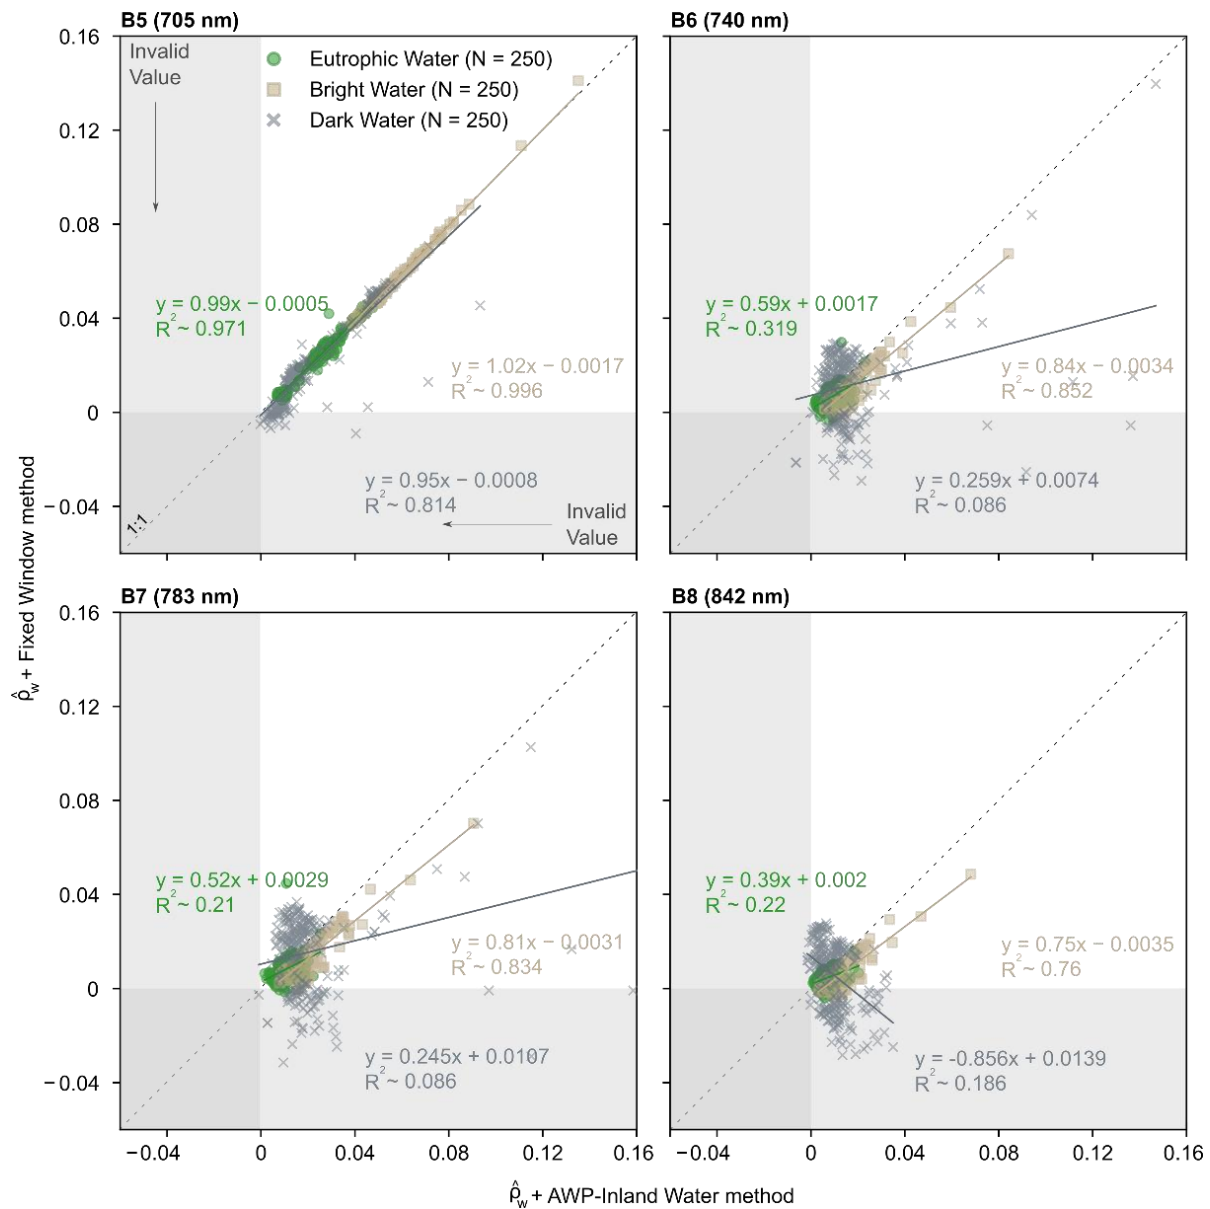 B5 (705 nm)
B6 (740 nm)
0.16
0.12
0.08
0.04
0
−0.04
Invalid
Value
Eutrophic Water (N = 250)
Bright Water (N = 250)
Dark Water (N = 250)
y = 0.99x − 0.0005
R² ~ 0.971
y = 1.02x − 0.0017
R² ~ 0.996
y = 0.95x − 0.0008
R² ~ 0.814
Invalid
Value
1:1
y = 0.59x + 0.0017
R² ~ 0.319
y = 0.84x − 0.0034
R² ~ 0.852
y = 0.259x + 0.0074
R² ~ 0.086
ρ̂w + Fixed Window method
B7 (783 nm)
B8 (842 nm)
0.16
0.12
0.08
0.04
0
−0.04
y = 0.52x + 0.0029
R² ~ 0.21
y = 0.81x − 0.0031
R² ~ 0.834
y = 0.245x + 0.0107
R² ~ 0.086
y = 0.39x + 0.002
R² ~ 0.22
y = 0.75x − 0.0035
R² ~ 0.76
y = -0.856x + 0.0139
R² ~ 0.186
−0.04 0 0.04 0.08 0.12 0.16
−0.04 0 0.04 0.08 0.12 0.16
ρ̂w + AWP-Inland Water method